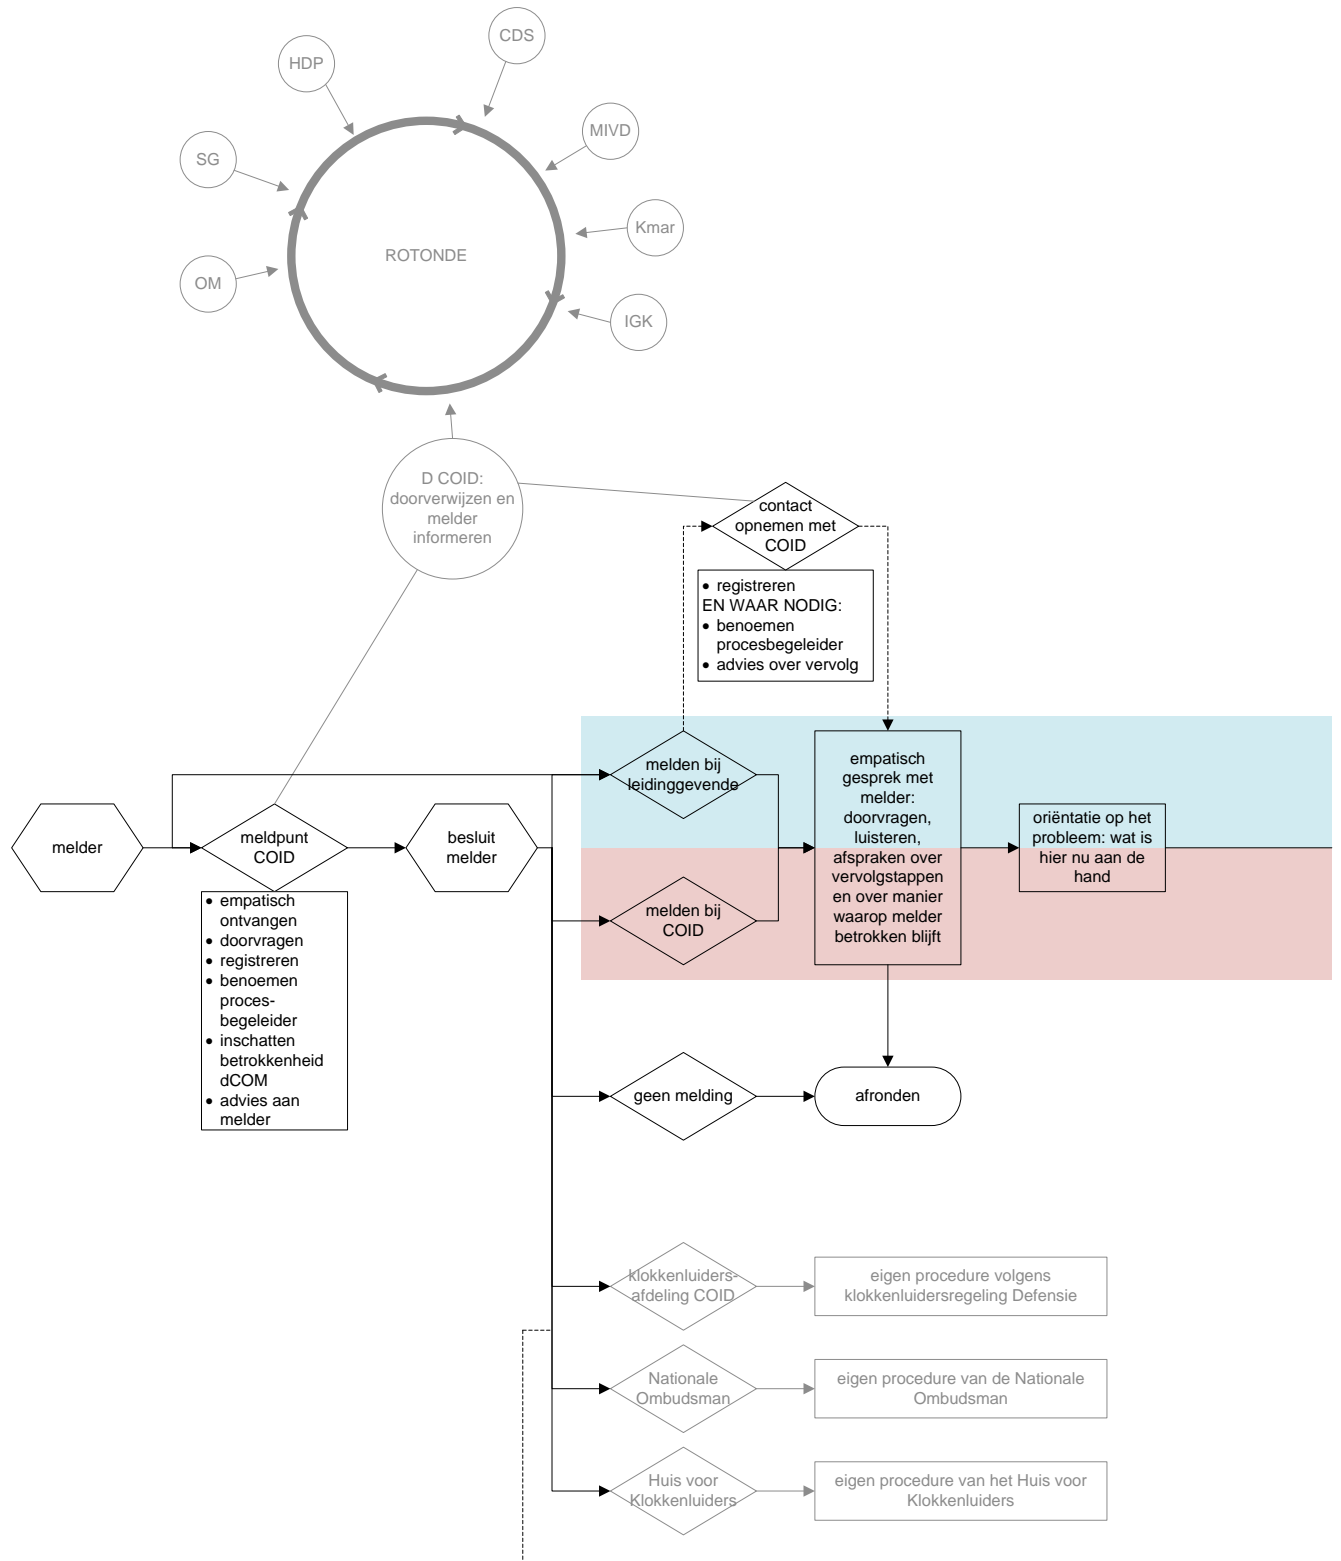 CDS
HDP
MIVD
SG
Kmar
ROTONDE
OM
IGK
D COID:
doorverwijzen en
melder
informeren
contact
opnemen met
COID
• registreren
EN WAAR NODIG:
• benoemen
procesbegeleider
• advies over vervolg
melden bij
leidinggevende
empatisch
gesprek met
melder:
doorvragen,
luisteren,
afspraken over
vervolgstappen
en over manier
waarop melder
betrokken blijft
oriëntatie op het
probleem: wat is
hier nu aan de
hand
melder
meldpunt
COID
besluit
melder
melden bij
COID
• empatisch
ontvangen
• doorvragen
• registreren
• benoemen
proces-
begeleider
• inschatten
betrokkenheid
dCOM
• advies aan
melder
geen melding
afronden
klokkenluiders-
afdeling COID
eigen procedure volgens
klokkenluidersregeling Defensie
Nationale
Ombudsman
eigen procedure van de Nationale
Ombudsman
Huis voor
Klokkenluiders
eigen procedure van het Huis voor
Klokkenluiders